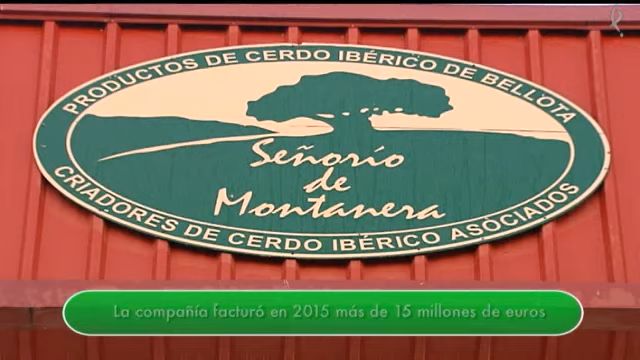 PRODUCTOS DE CERDO IBÉRICO DE BELLOTA
Señorío
de
Montanera
CRIADORES DE CERDO IBÉRICO ASOCIADOS
La compañía facturó en 2015 más de 15 millones de euros